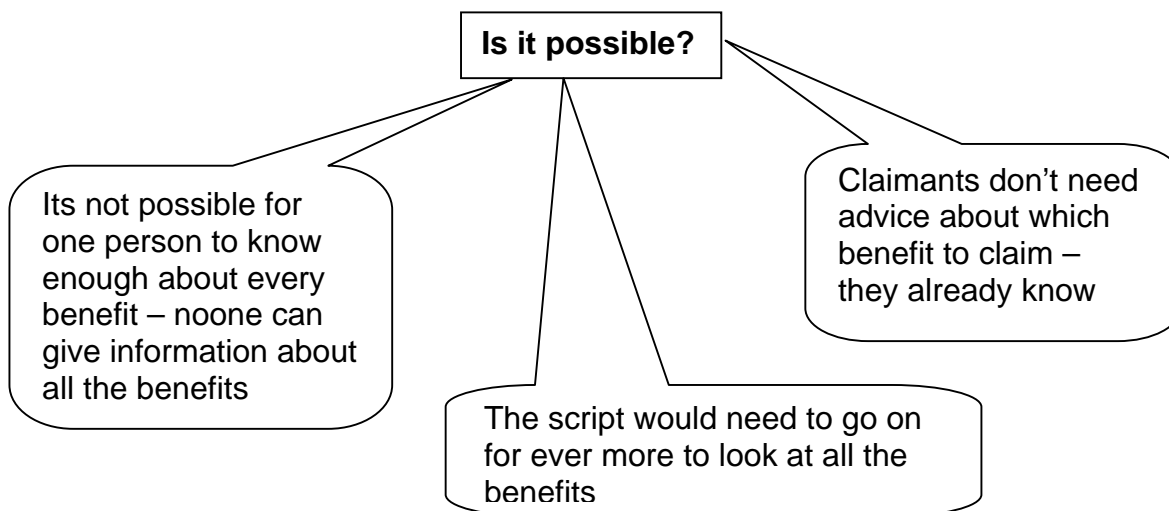 Is it possible?
Its not possible for
one person to know
enough about every
benefit – noone can
give information about
all the benefits
Claimants don’t need
advice about which
benefit to claim –
they already know
The script would need to go on
for ever more to look at all the
benefits